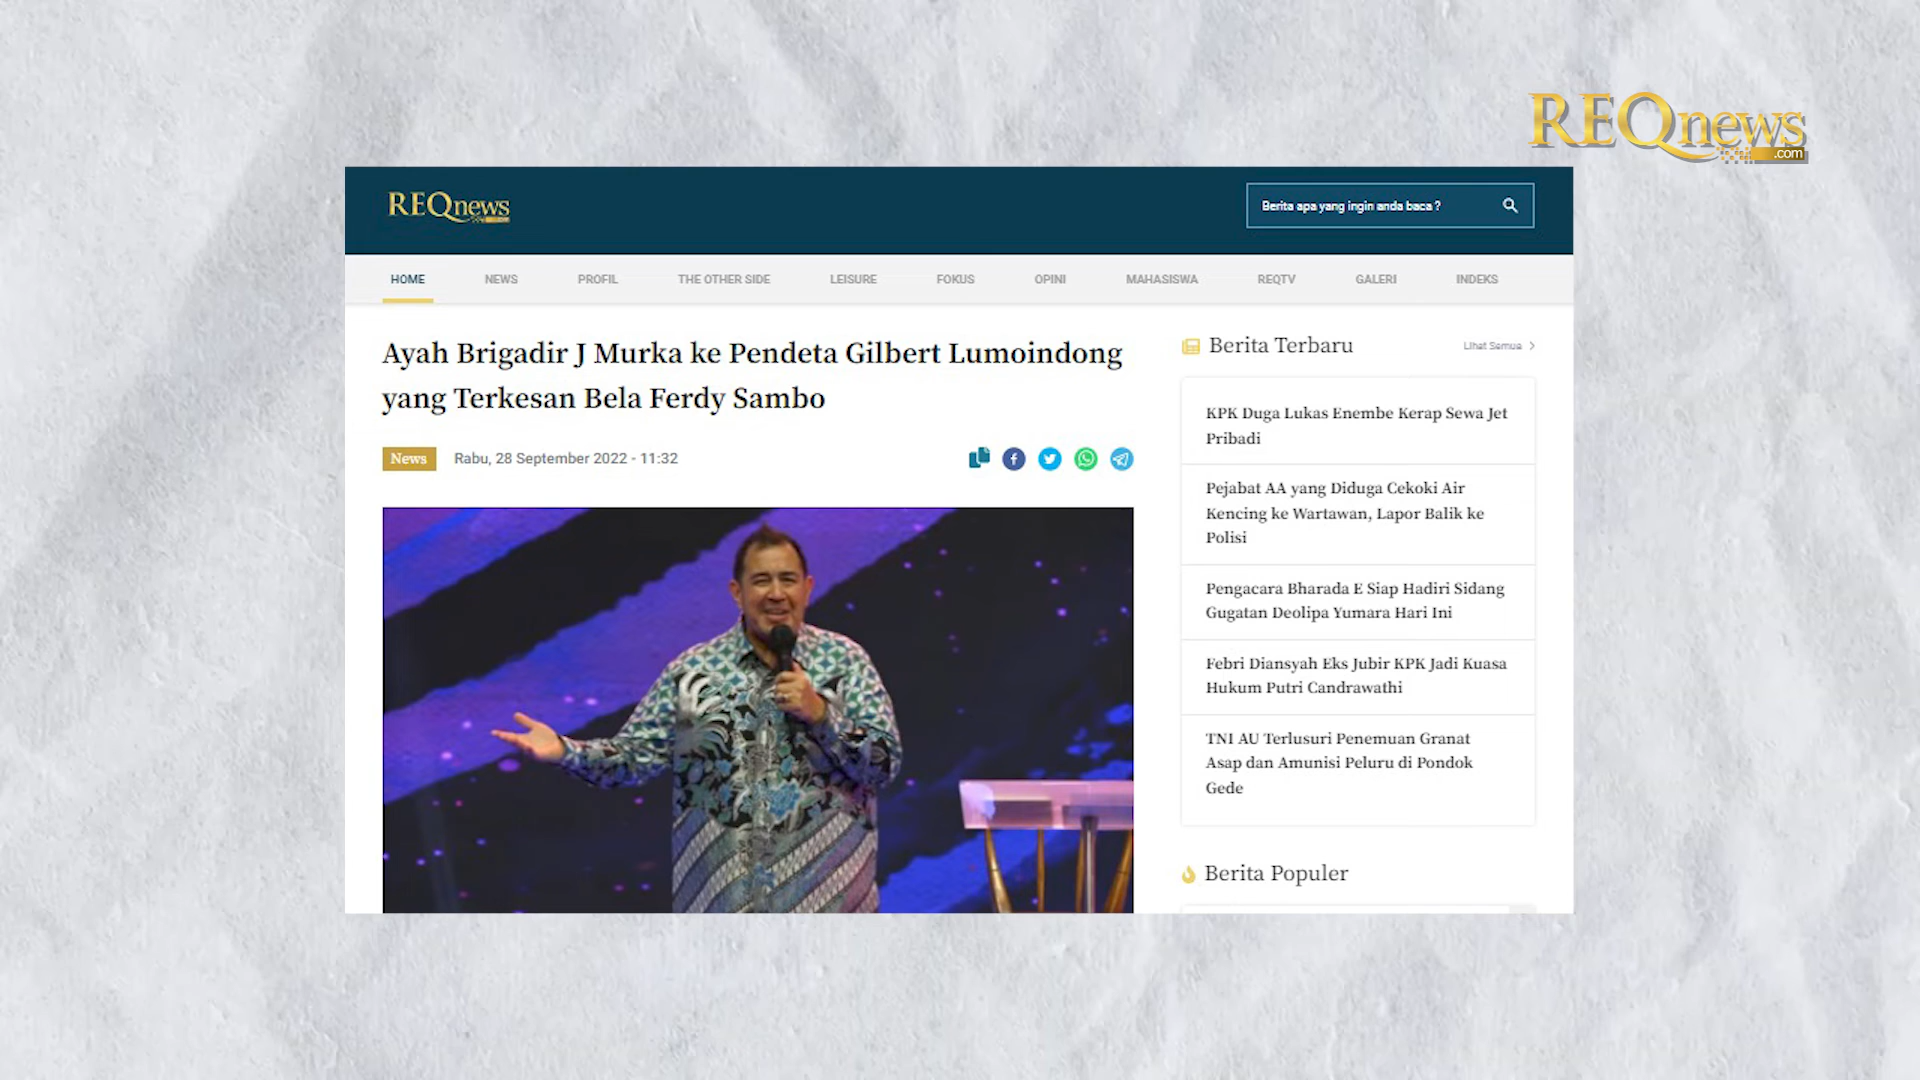 REQnews
.com
REQnews
Berita apa yang ingin anda baca ?
HOME NEWS PROFIL THE OTHER SIDE LEISURE FOKUS OPINI MAHASISWA REQTV GALERI INDEKS
Ayah Brigadir J Murka ke Pendeta Gilbert Lumoindong
yang Terkesan Bela Ferdy Sambo
News Rabu, 28 September 2022 - 11:32
Berita Terbaru Lihat Semua
KPK Duga Lukas Enembe Kerap Sewa Jet
Pribadi
Pejabat AA yang Diduga Cekoki Air
Kencing ke Wartawan, Lapor Balik ke
Polisi
Pengacara Bharada E Siap Hadiri Sidang
Gugatan Deolipa Yumara Hari Ini
Febri Diansyah Eks Jubir KPK Jadi Kuasa
Hukum Putri Candrawathi
TNI AU Terlusuri Penemuan Granat
Asap dan Amunisi Peluru di Pondok
Gede
Berita Populer